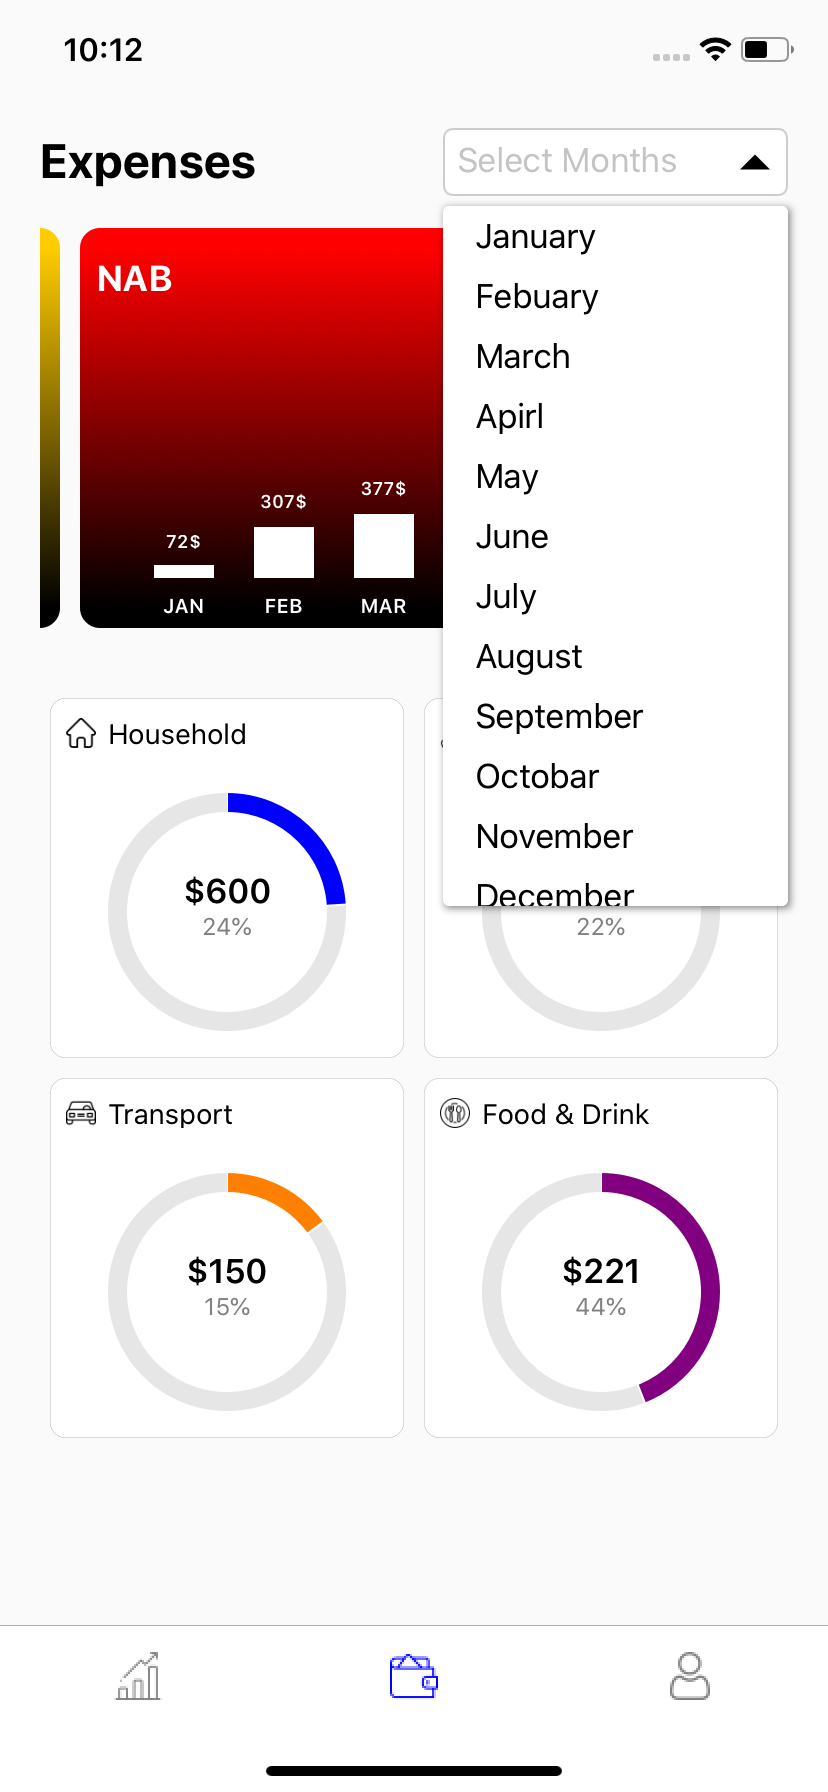 10:12
Expenses
Select Months
January
Febuary
March
Apirl
May
June
July
August
September
Octobar
November
December
NAB
72$
307$
377$
JAN
FEB
MAR
Household
$600
24%
22%
Transport
$150
15%
Food & Drink
$221
44%